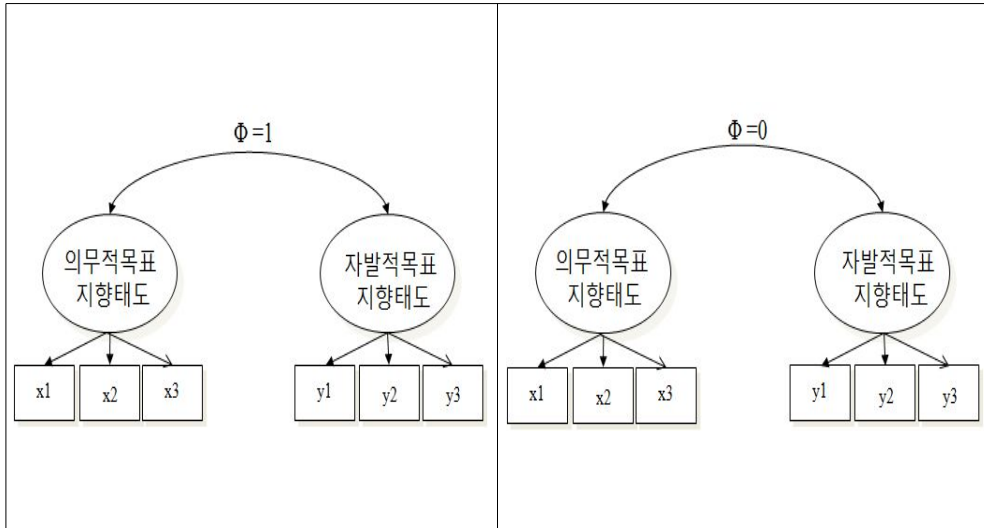 Φ=1
의무적목표
지향태도
자발적목표
지향태도
x1
x2
x3
y1
y2
y3
Φ=0
의무적목표
지향태도
자발적목표
지향태도
x1
x2
x3
y1
y2
y3